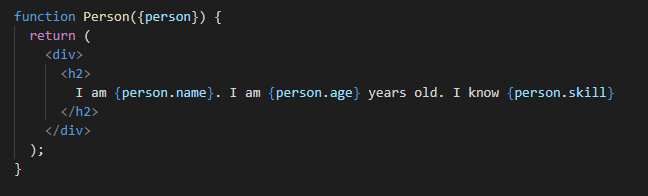 function Person({person}) {
  return (
    <div>
      <h2>
        I am {person.name}. I am {person.age} years old. I know {person.skill}
      </h2>
    </div>
  );
}